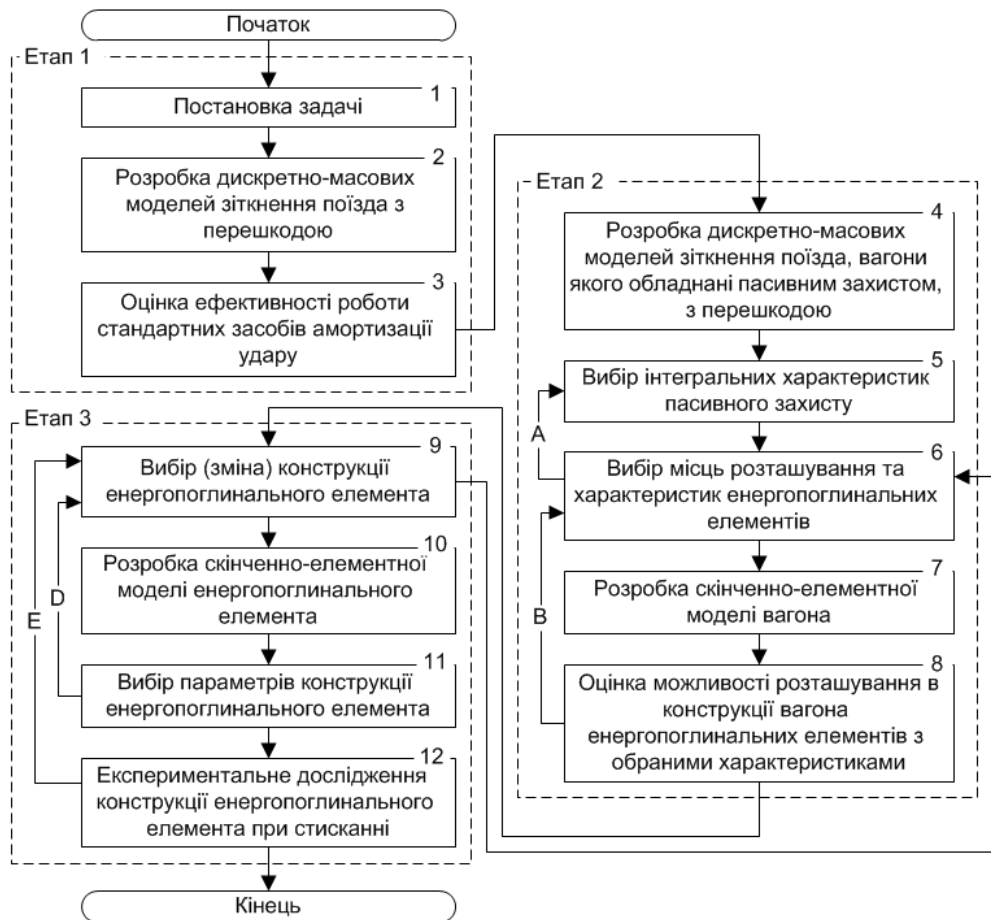 Початок
Етап 1
1
Постановка задачі
2
Розробка дискретно-масових
моделей зіткнення поїзда з
перешкодою
3
Оцінка ефективності роботи
стандартних засобів амортизації
удару
Етап 2
4
Розробка дискретно-масових
моделей зіткнення поїзда, вагони
якого обладнані пасивним захистом,
з перешкодою
5
Вибір інтегральних характеристик
пасивного захисту
A
6
Вибір місць розташування та
характеристик енергопоглинальних
елементів
7
Розробка скінченно-елементної
моделі вагона
B
8
Оцінка можливості розташування в
конструкції вагона
енергопоглинальних елементів з
обраними характеристиками
Етап 3
9
Вибір (зміна) конструкції
енергопоглинального елемента
10
Розробка скінченно-елементної
моделі енергопоглинального
елемента
D
E
11
Вибір параметрів конструкції
енергопоглинального елемента
12
Експериментальне дослідження
конструкції енергопоглинального
елемента при стисканні
Кінець